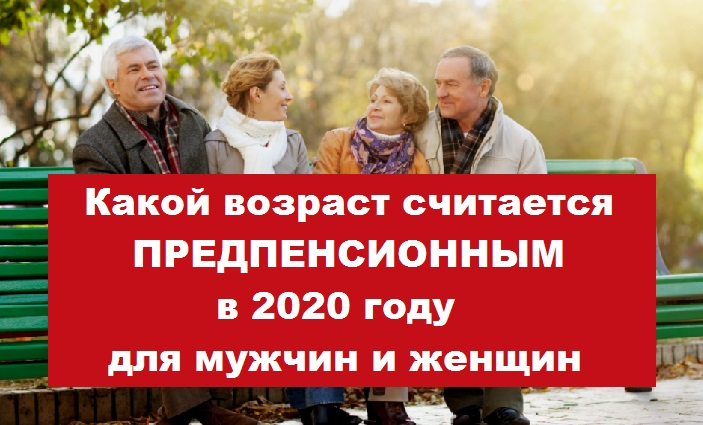 Какой возраст считается
ПРЕДПЕНСИОННЫМ
в 2020 году
для мужчин и женщин